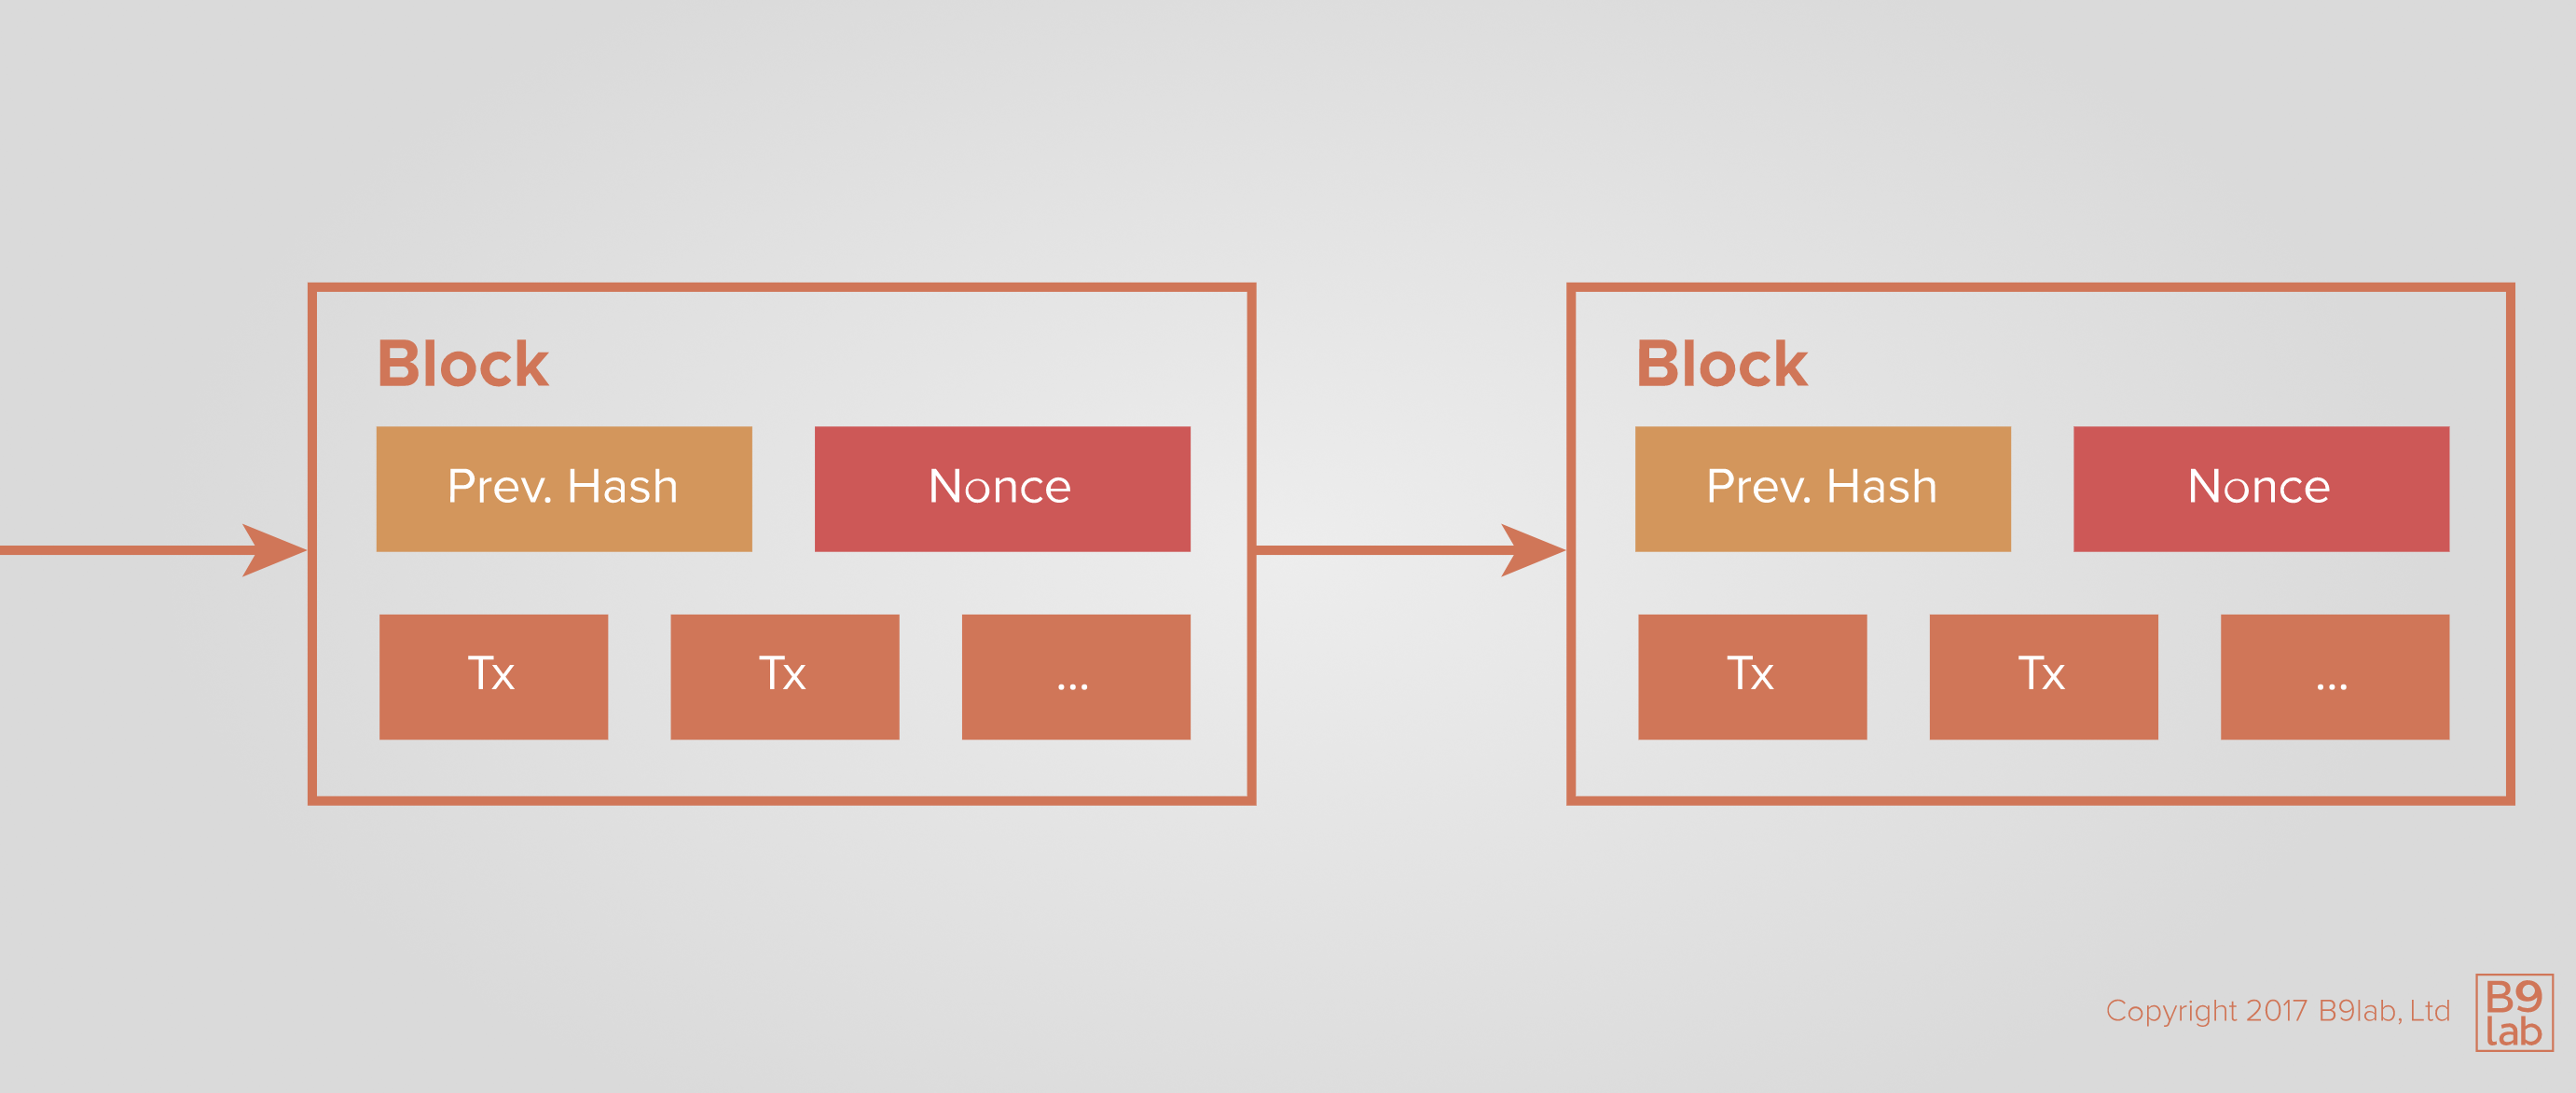 Block
Prev. Hash
Nonce
Tx
Tx
...
Block
Prev. Hash
Nonce
Tx
Tx
...
Copyright 2017 B9lab, Ltd
B9
lab